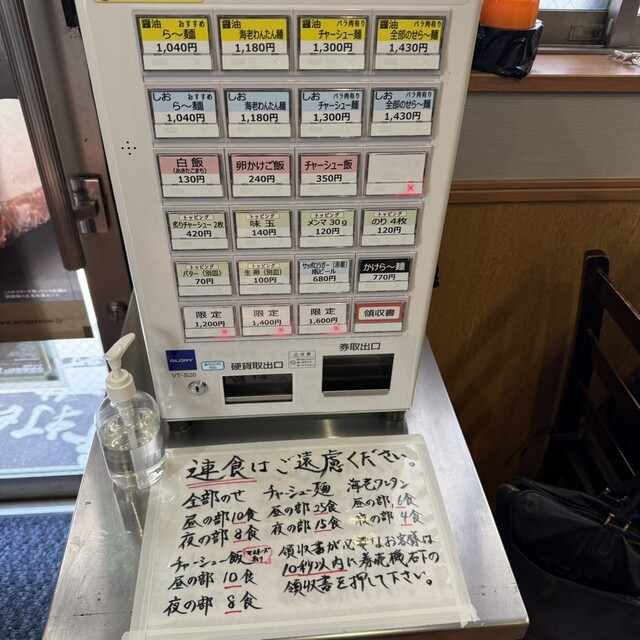 醤油 おすすめ
ら〜麺
1,040円
醤油
海老わんたん麺
1,180円
醤油 バラ肉有り
チャーシュー麺
1,300円
醤油 バラ肉有り
全部のせら〜麺
1,430円
しお おすすめ
ら〜麺
1,040円
しお
海老わんたん麺
1,180円
しお バラ肉有り
チャーシュー麺
1,300円
しお バラ肉有り
全部のせら〜麺
1,430円
白飯
(あきたこまち)
130円
卵かけご飯
240円
チャーシュー飯
350円
トッピング
炙りチャーシュー2枚
420円
トッピング
味玉
140円
トッピング
メンマ30g
120円
トッピング
のり4枚
120円
トッピング
バター(別皿)
70円
トッピング
生卵(別皿)
100円
サッポロラガー(赤星)
瓶ビール
680円
かけら〜麺
770円
限定
1,200円
限定
1,400円
限定
1,600円
領収書
GLORY
VT-S20
硬貨取出口
券取出口
連食はご遠慮ください。
全部のせ チャーシュー麺 海老ワンタン
昼の部10食 昼の部25食 昼の部,6食
夜の部8食 夜の部15食 夜の部4食
チャーシュー飯 領収書が必要なお客様は
昼の部10食 10秒以内に券売機右下の
夜の部8食 領収書を押して下さい。